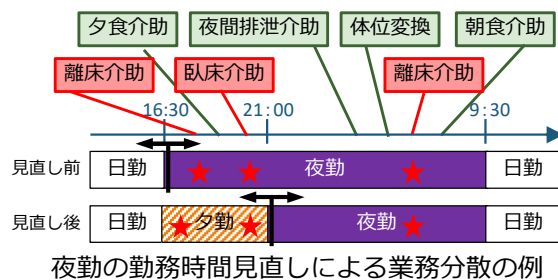 夕食介助 夜間排泄介助 体位変換 朝食介助
離床介助 臥床介助 離床介助
16:30 21:00 9:30
見直し前 日勤 夜勤 日勤
見直し後 日勤 夕勤 夜勤 日勤
夜勤の勤務時間見直しによる業務分散の例